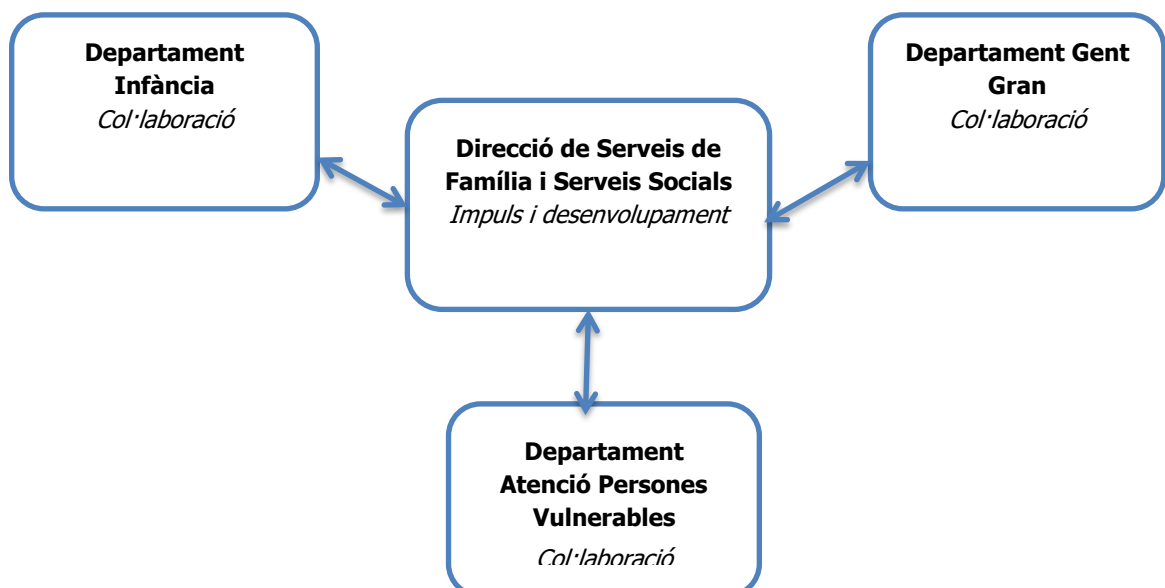 Departament
Infància
Col·laboració
Departament Gent
Gran
Col·laboració
Direcció de Serveis de
Família i Serveis Socials
Impuls i desenvolupament
Departament
Atenció Persones
Vulnerables
Col·laboració